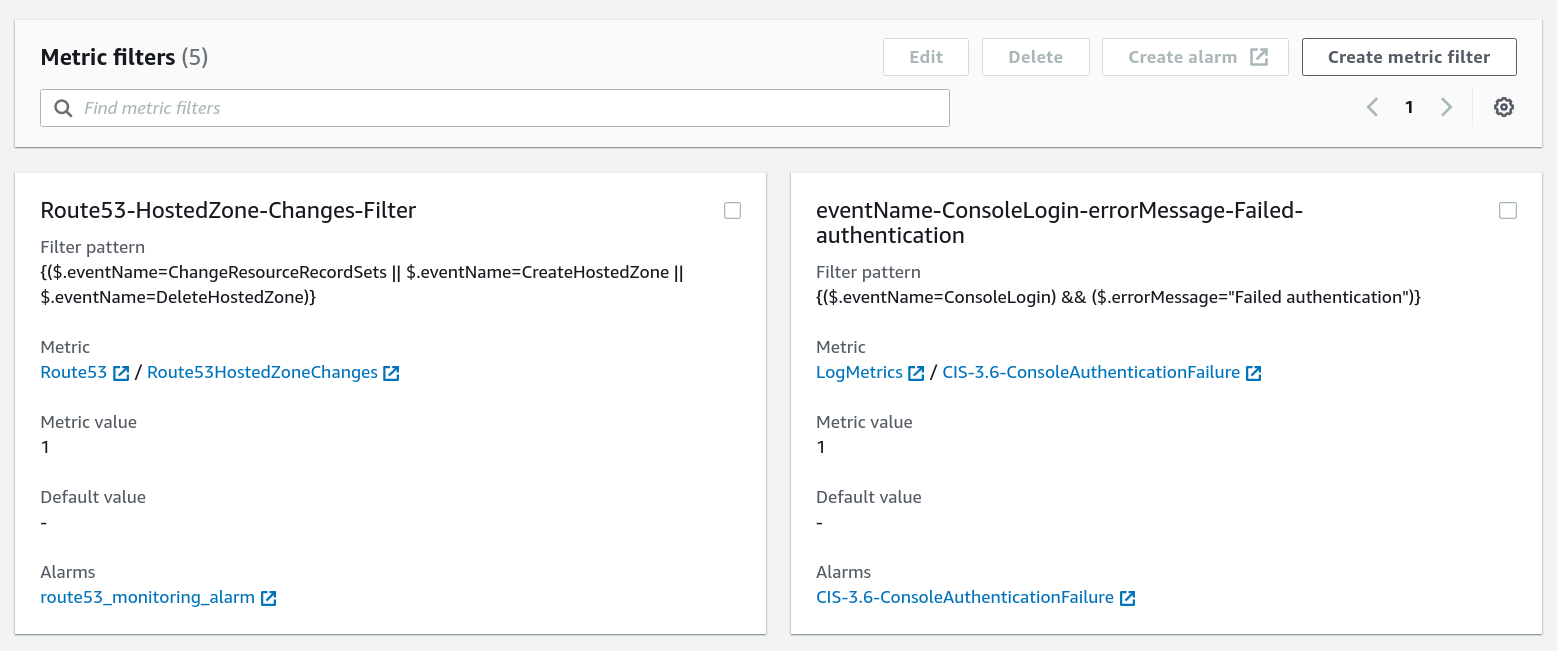 Metric filters (5)
Edit
Delete
Create alarm
Create metric filter
Find metric filters
1
Route53-HostedZone-Changes-Filter
Filter pattern
{($.eventName=ChangeResourceRecordSets || $.eventName=CreateHostedZone ||
$.eventName=DeleteHostedZone)}
Metric
Route53 / Route53HostedZoneChanges
Metric value
1
Default value
-
Alarms
route53_monitoring_alarm
eventName-ConsoleLogin-errorMessage-Failed-
authentication
Filter pattern
{($.eventName=ConsoleLogin) && ($.errorMessage="Failed authentication")}
Metric
LogMetrics / CIS-3.6-ConsoleAuthenticationFailure
Metric value
1
Default value
-
Alarms
CIS-3.6-ConsoleAuthenticationFailure